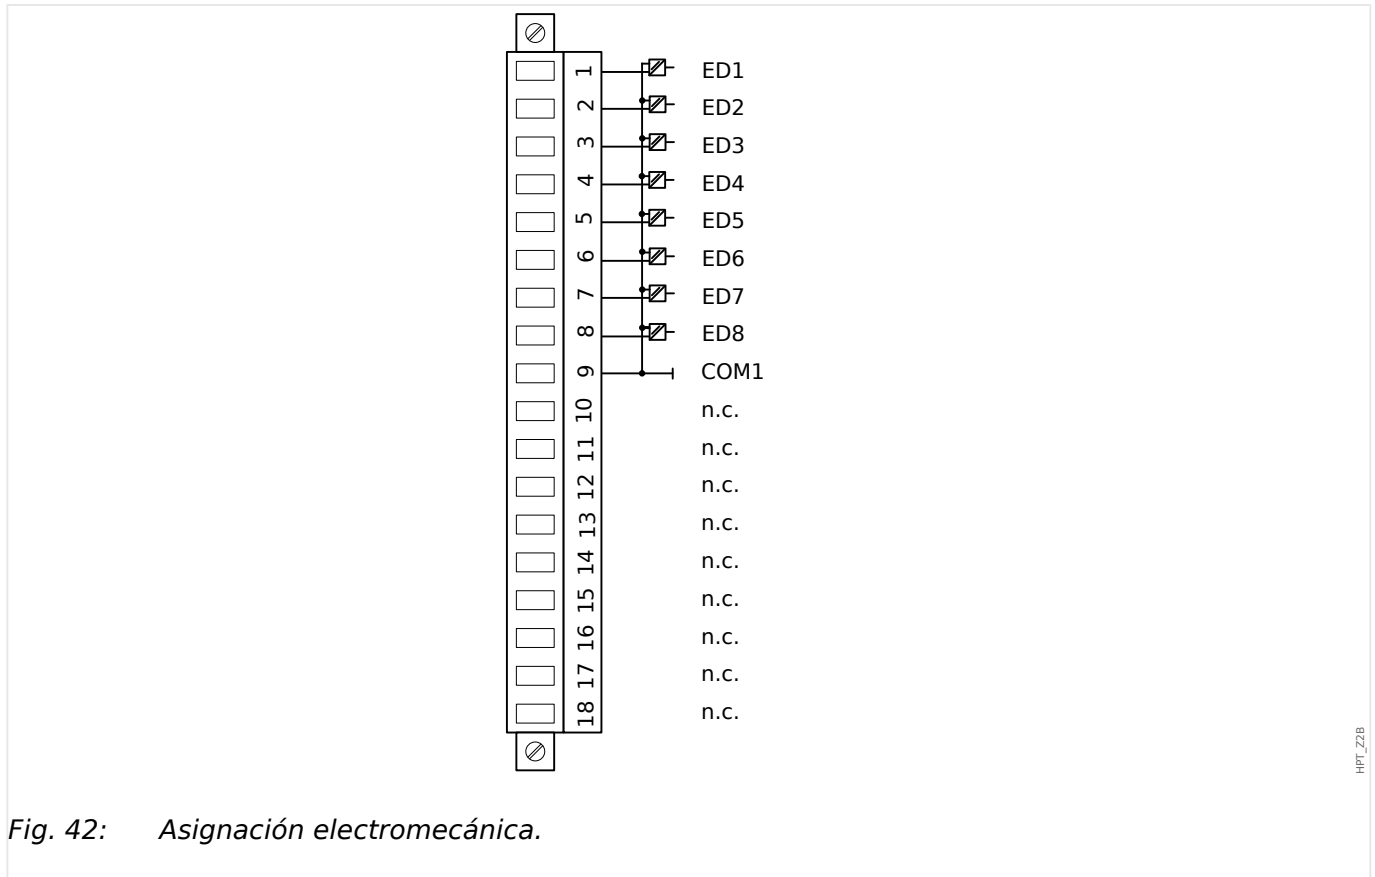 1 ED1
2 ED2
3 ED3
4 ED4
5 ED5
6 ED6
7 ED7
8 ED8
9 COM1
10 n.c.
11 n.c.
12 n.c.
13 n.c.
14 n.c.
15 n.c.
16 n.c.
17 n.c.
18 n.c.
HPT_Z2B
Fig. 42: Asignación electromecánica.